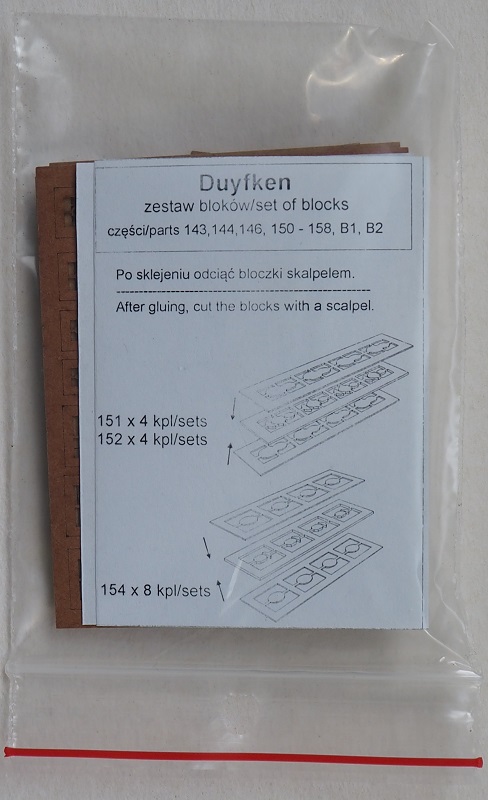 Duyfken
zestaw bloków/set of blocks
części/parts 143,144,146, 150 - 158, B1, B2
Po sklejeniu odciąć bloczki skalpelem.
After gluing, cut the blocks with a scalpel.
151 x 4 kpl/sets
152 x 4 kpl/sets
154 x 8 kpl/sets